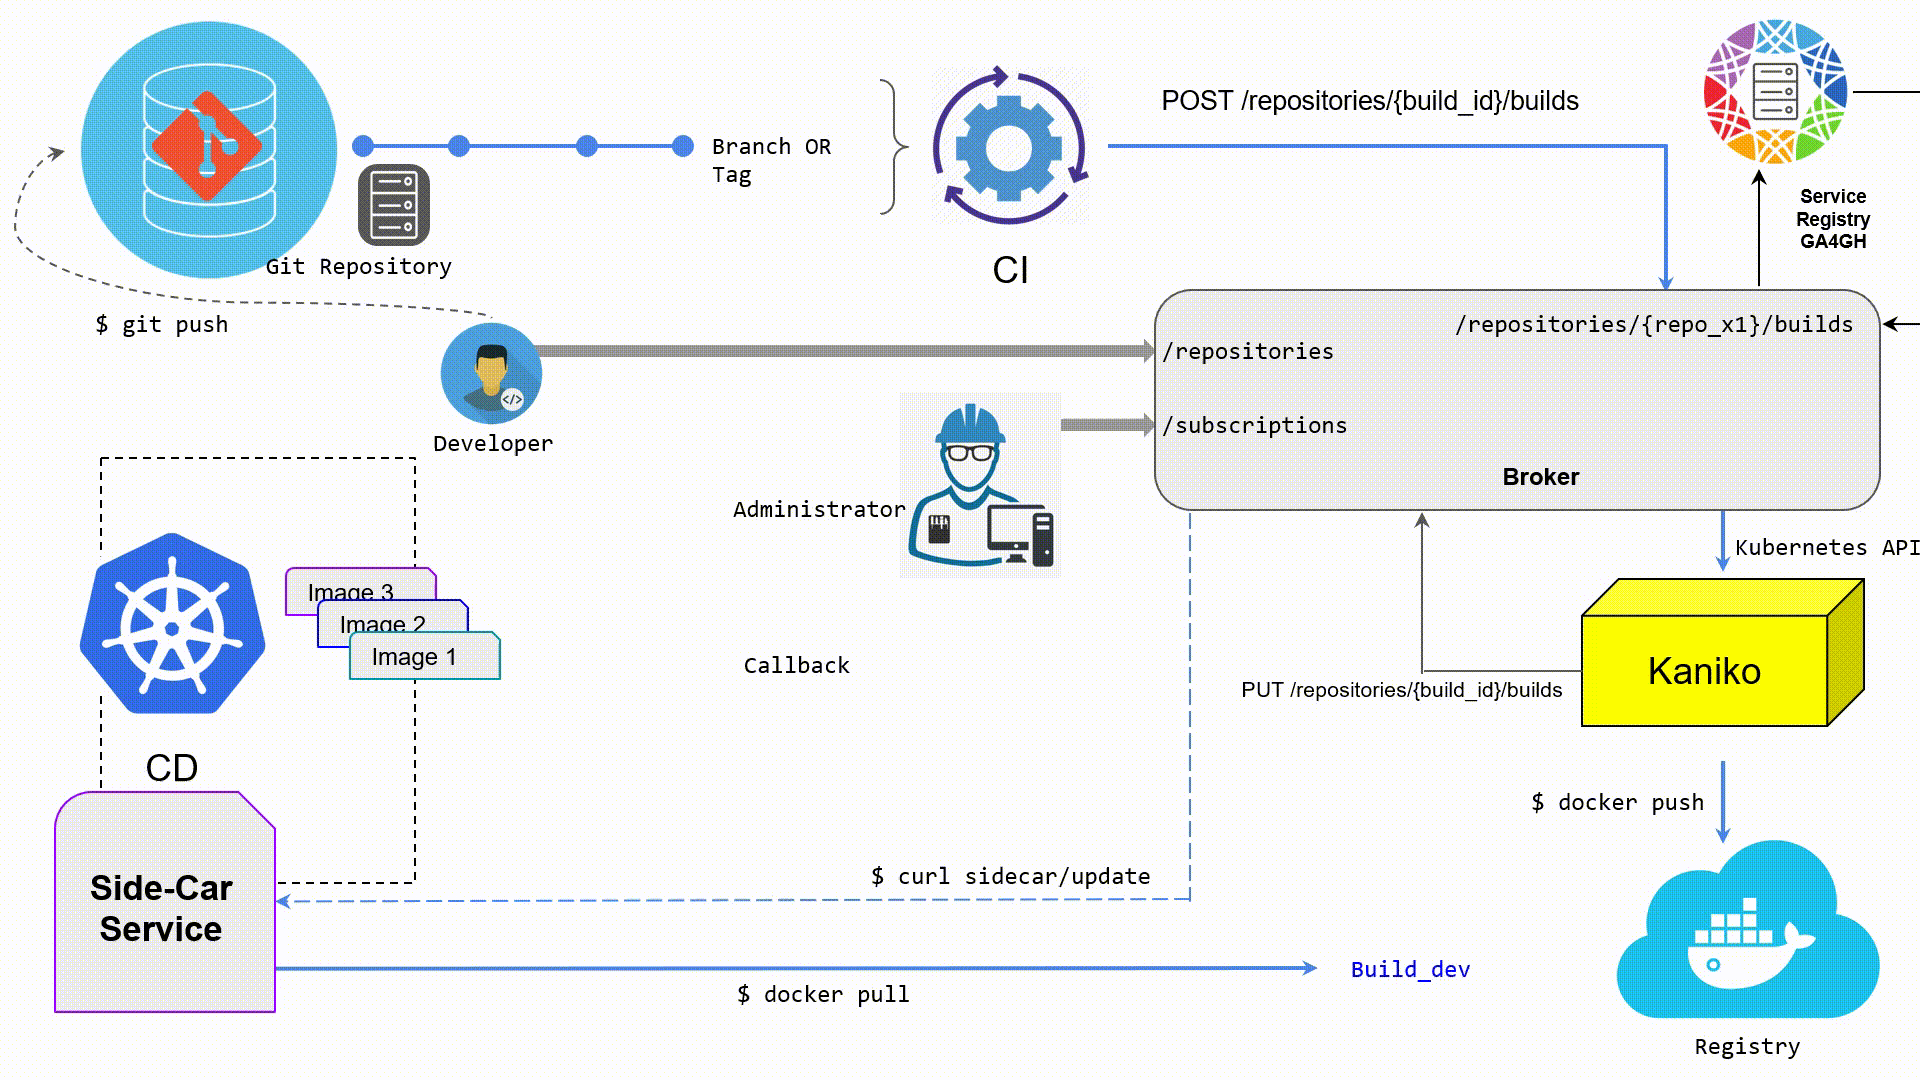 POST /repositories/{build_id}/builds
Branch OR
Tag
Service
Registry
GA4GH
Git Repository
CI
$ git push
/repositories/{repo_x1}/builds
/repositories
/subscriptions
Broker
</>
Developer
Administrator
Kubernetes API
Image 3
Image 2
Image 1
Callback
Kaniko
PUT /repositories/{build_id}/builds
CD
$ docker push
Side-Car
Service
$ curl sidecar/update
Build_dev
$ docker pull
Registry